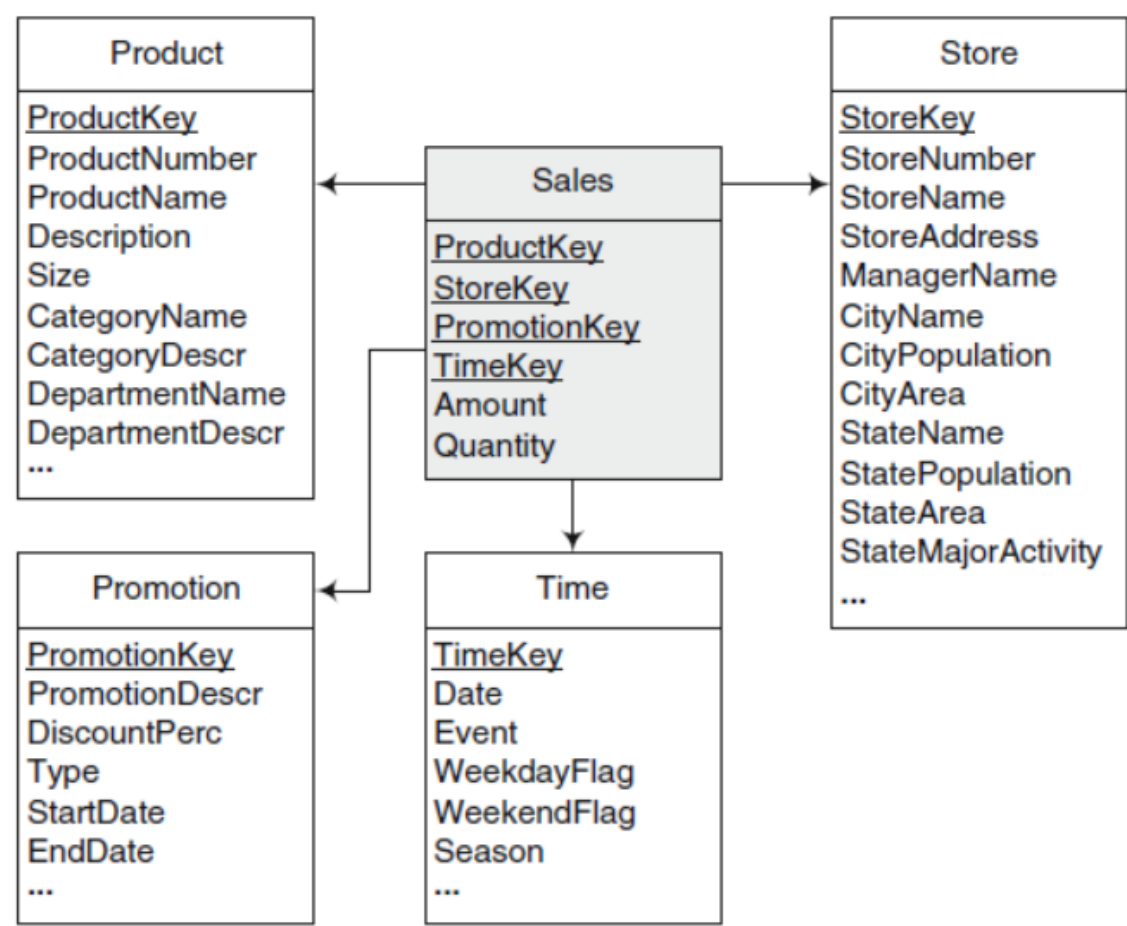 Product
ProductKey
ProductNumber
ProductName
Description
Size
CategoryName
CategoryDescr
DepartmentName
DepartmentDescr
...
Sales
ProductKey
StoreKey
PromotionKey
TimeKey
Amount
Quantity
Store
StoreKey
StoreNumber
StoreName
StoreAddress
ManagerName
CityName
CityPopulation
CityArea
StateName
StatePopulation
StateArea
StateMajorActivity
...
Promotion
PromotionKey
PromotionDescr
DiscountPerc
Type
StartDate
EndDate
...
Time
TimeKey
Date
Event
WeekdayFlag
WeekendFlag
Season
...